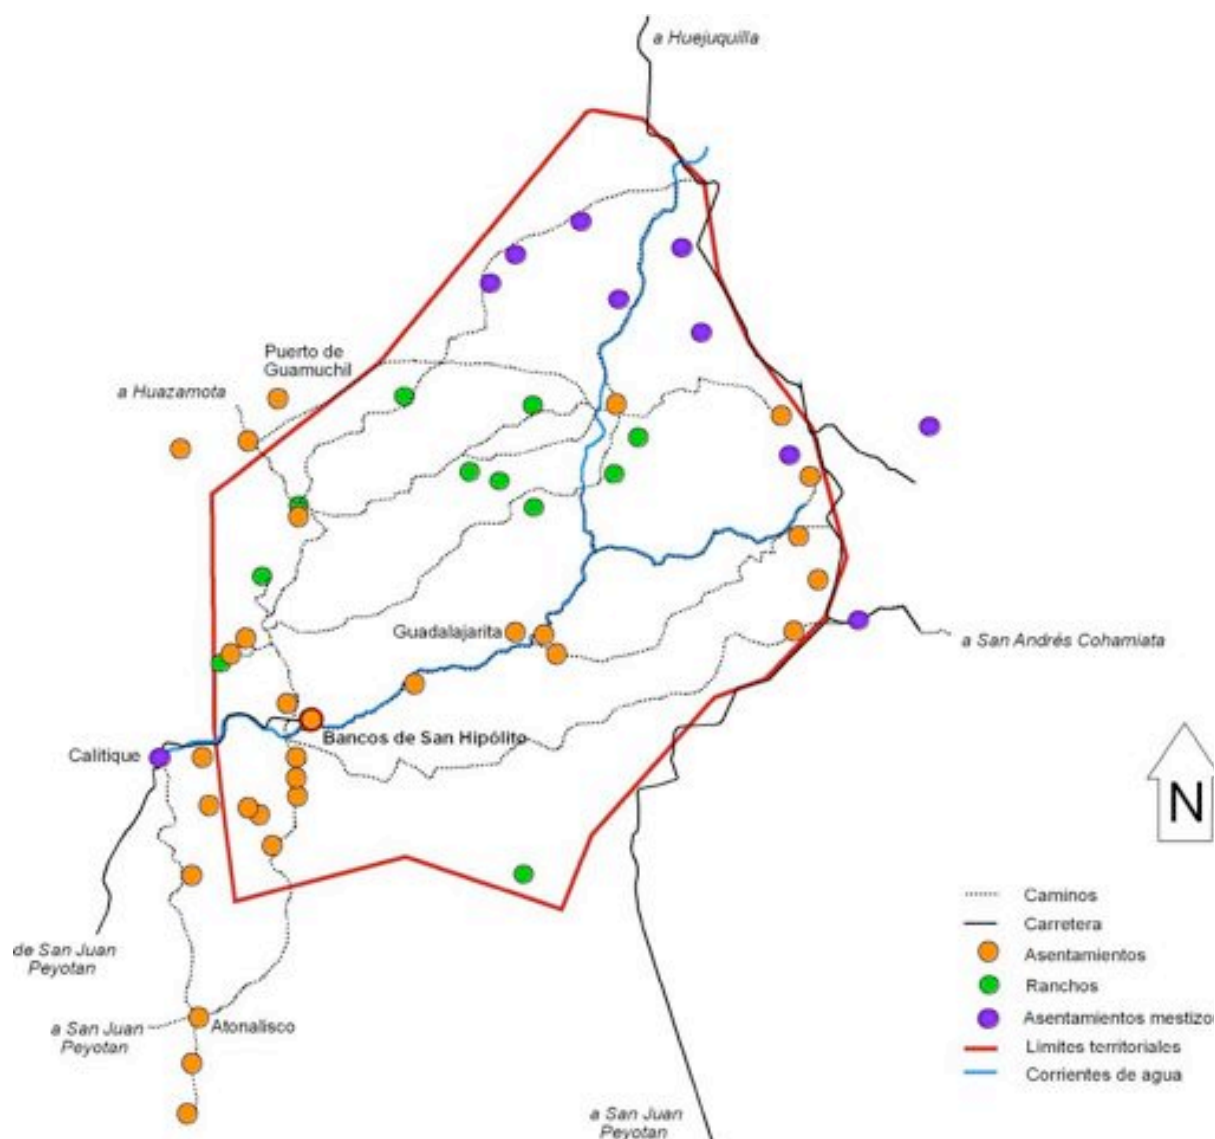 a Huejuquilla
Puerto de
Guamuchil
a Huazamota
Guadalajarita
a San Andrés Cohamiata
Bancos de San Hipólito
Calitique
N
de San Juan
Peyotan
a San Juan
Peyotan
Atonalisco
a San Juan
Peyotan
Caminos
Carretera
Asentamientos
Ranchos
Asentamientos mestizo
Limites territoriales
Corrientes de agua